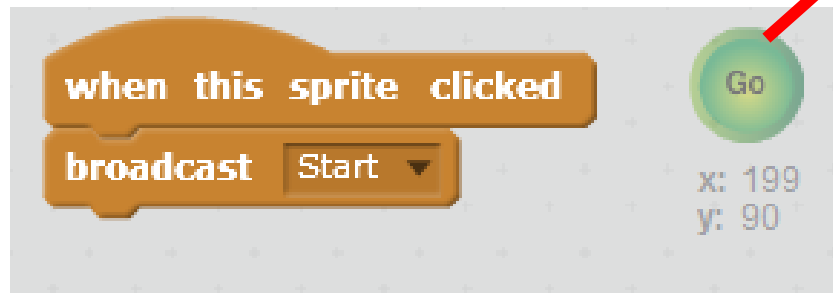 when this sprite clicked
broadcast Start
Go
x: 199
y: 90